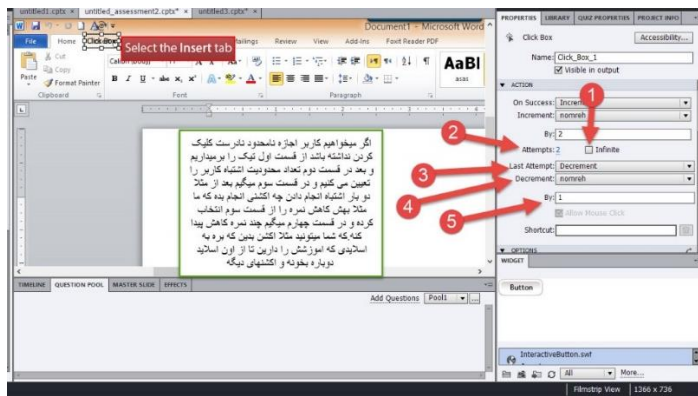 untitled1.cptx × untitled_assessment2.cptx* × untitled3.cptx* ×
Document1 - Microsoft Word
File Home Click Box Mailings Review View Add-Ins Foxit Reader PDF
Select the Insert tab
Cut
Copy
Format Painter
Paste
Clipboard Font Paragraph
AaBl
اگر میخواهیم کاربر اجازه نامحدود نادرست کلیک
کردن نداشته باشد از قسمت اول تیک را برمیداریم
و بعد در قسمت دوم تعداد محدودیت اشتباه کاربر را
تعیین می کنیم و در قسمت سوم میگیم بعد از مثلا
دو بار اشتباه انجام دادن چه اکشنی انجام بده که ما
مثلا بهش کاهش نمره را از قسمت سوم انتخاب
کرده و در قسمت چهارم میگیم چند نمره کاهش پیدا
کنه.که شما میتونید مثلا اکشن بدین که بره به
اسلایدی که اموزشش را دارین تا از اون اسلاید
دوباره بخونه و اکشنهای دیگه
TIMELINE QUESTION POOL MASTER SLIDE EFFECTS
Add Questions Pool1
PROPERTIES LIBRARY QUIZ PROPERTIES PROJECT INFO
Click Box Accessibility...
Name: Click_Box_1
Visible in output
ACTION
On Success: Increm
Increment: nomreh
By: 2
Attempts: 2 Infinite
Last Attempt: Decrement
Decrement: nomreh
By: 1
Allow Mouse Click
Shortcut:
OPTIONS
WIDGET
Button
InteractiveButton.swf
All More...
Filmstrip View 1366 x 736
1
2
3
4
5